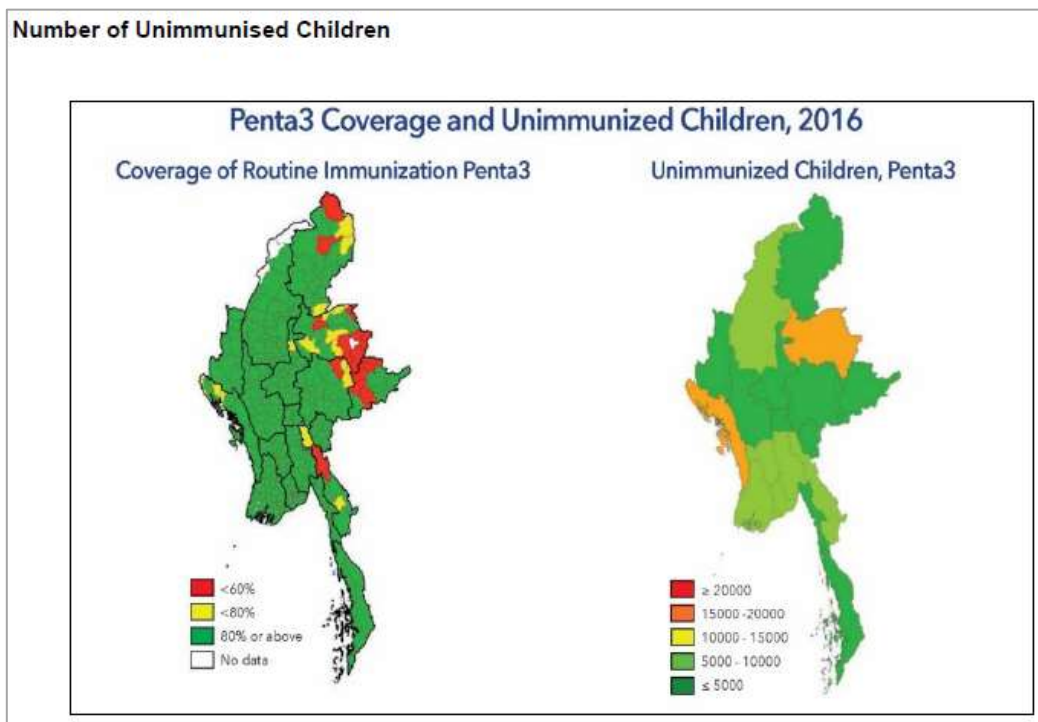 Number of Unimmunised Children
Penta3 Coverage and Unimmunized Children, 2016
Coverage of Routine Immunization Penta3
Unimmunized Children, Penta3
<60%
<80%
80% or above
No data
≥ 20000
15000 -20000
10000 - 15000
5000 - 10000
≤ 5000